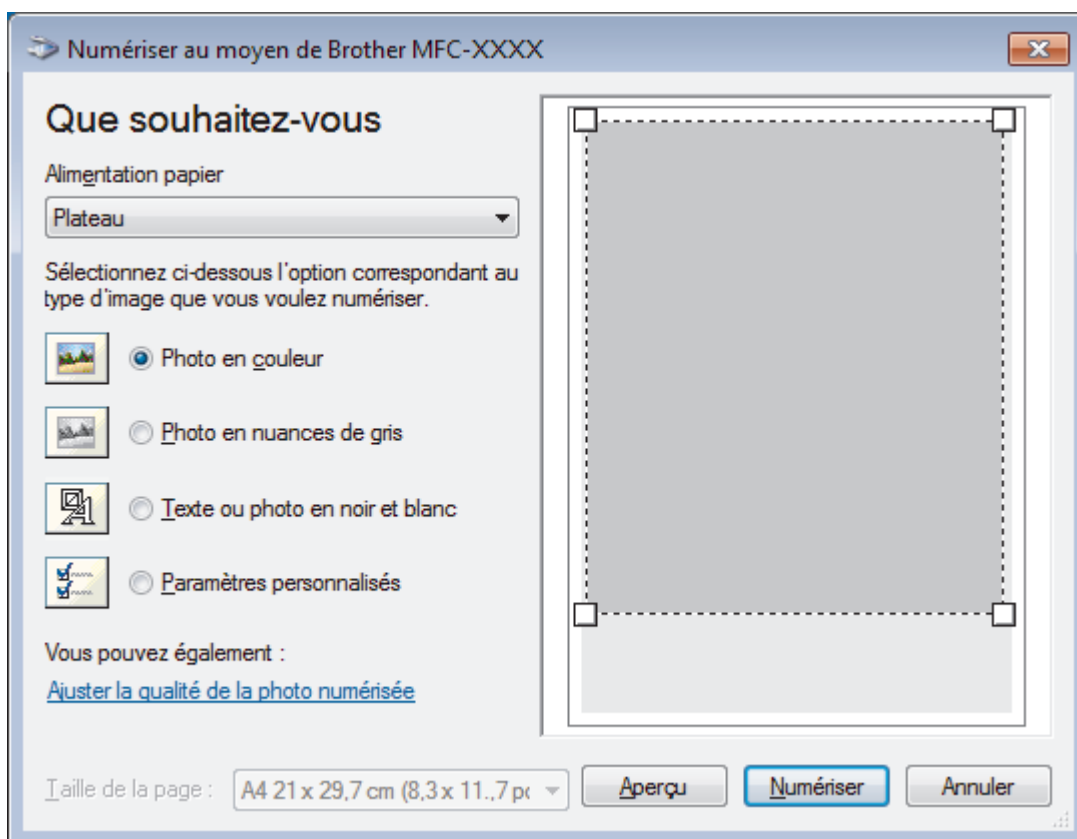 Numériser au moyen de Brother MFC-XXXX
Que souhaitez-vous
Alimentation papier
Plateau
Sélectionnez ci-dessous l'option correspondant au
type d'image que vous voulez numériser.
Photo en couleur
Photo en nuances de gris
Texte ou photo en noir et blanc
Paramètres personnalisés
Vous pouvez également :
Ajuster la qualité de la photo numérisée
Taille de la page : A4 21 x 29,7 cm (8,3 x 11.,7 po
Aperçu
Numériser
Annuler